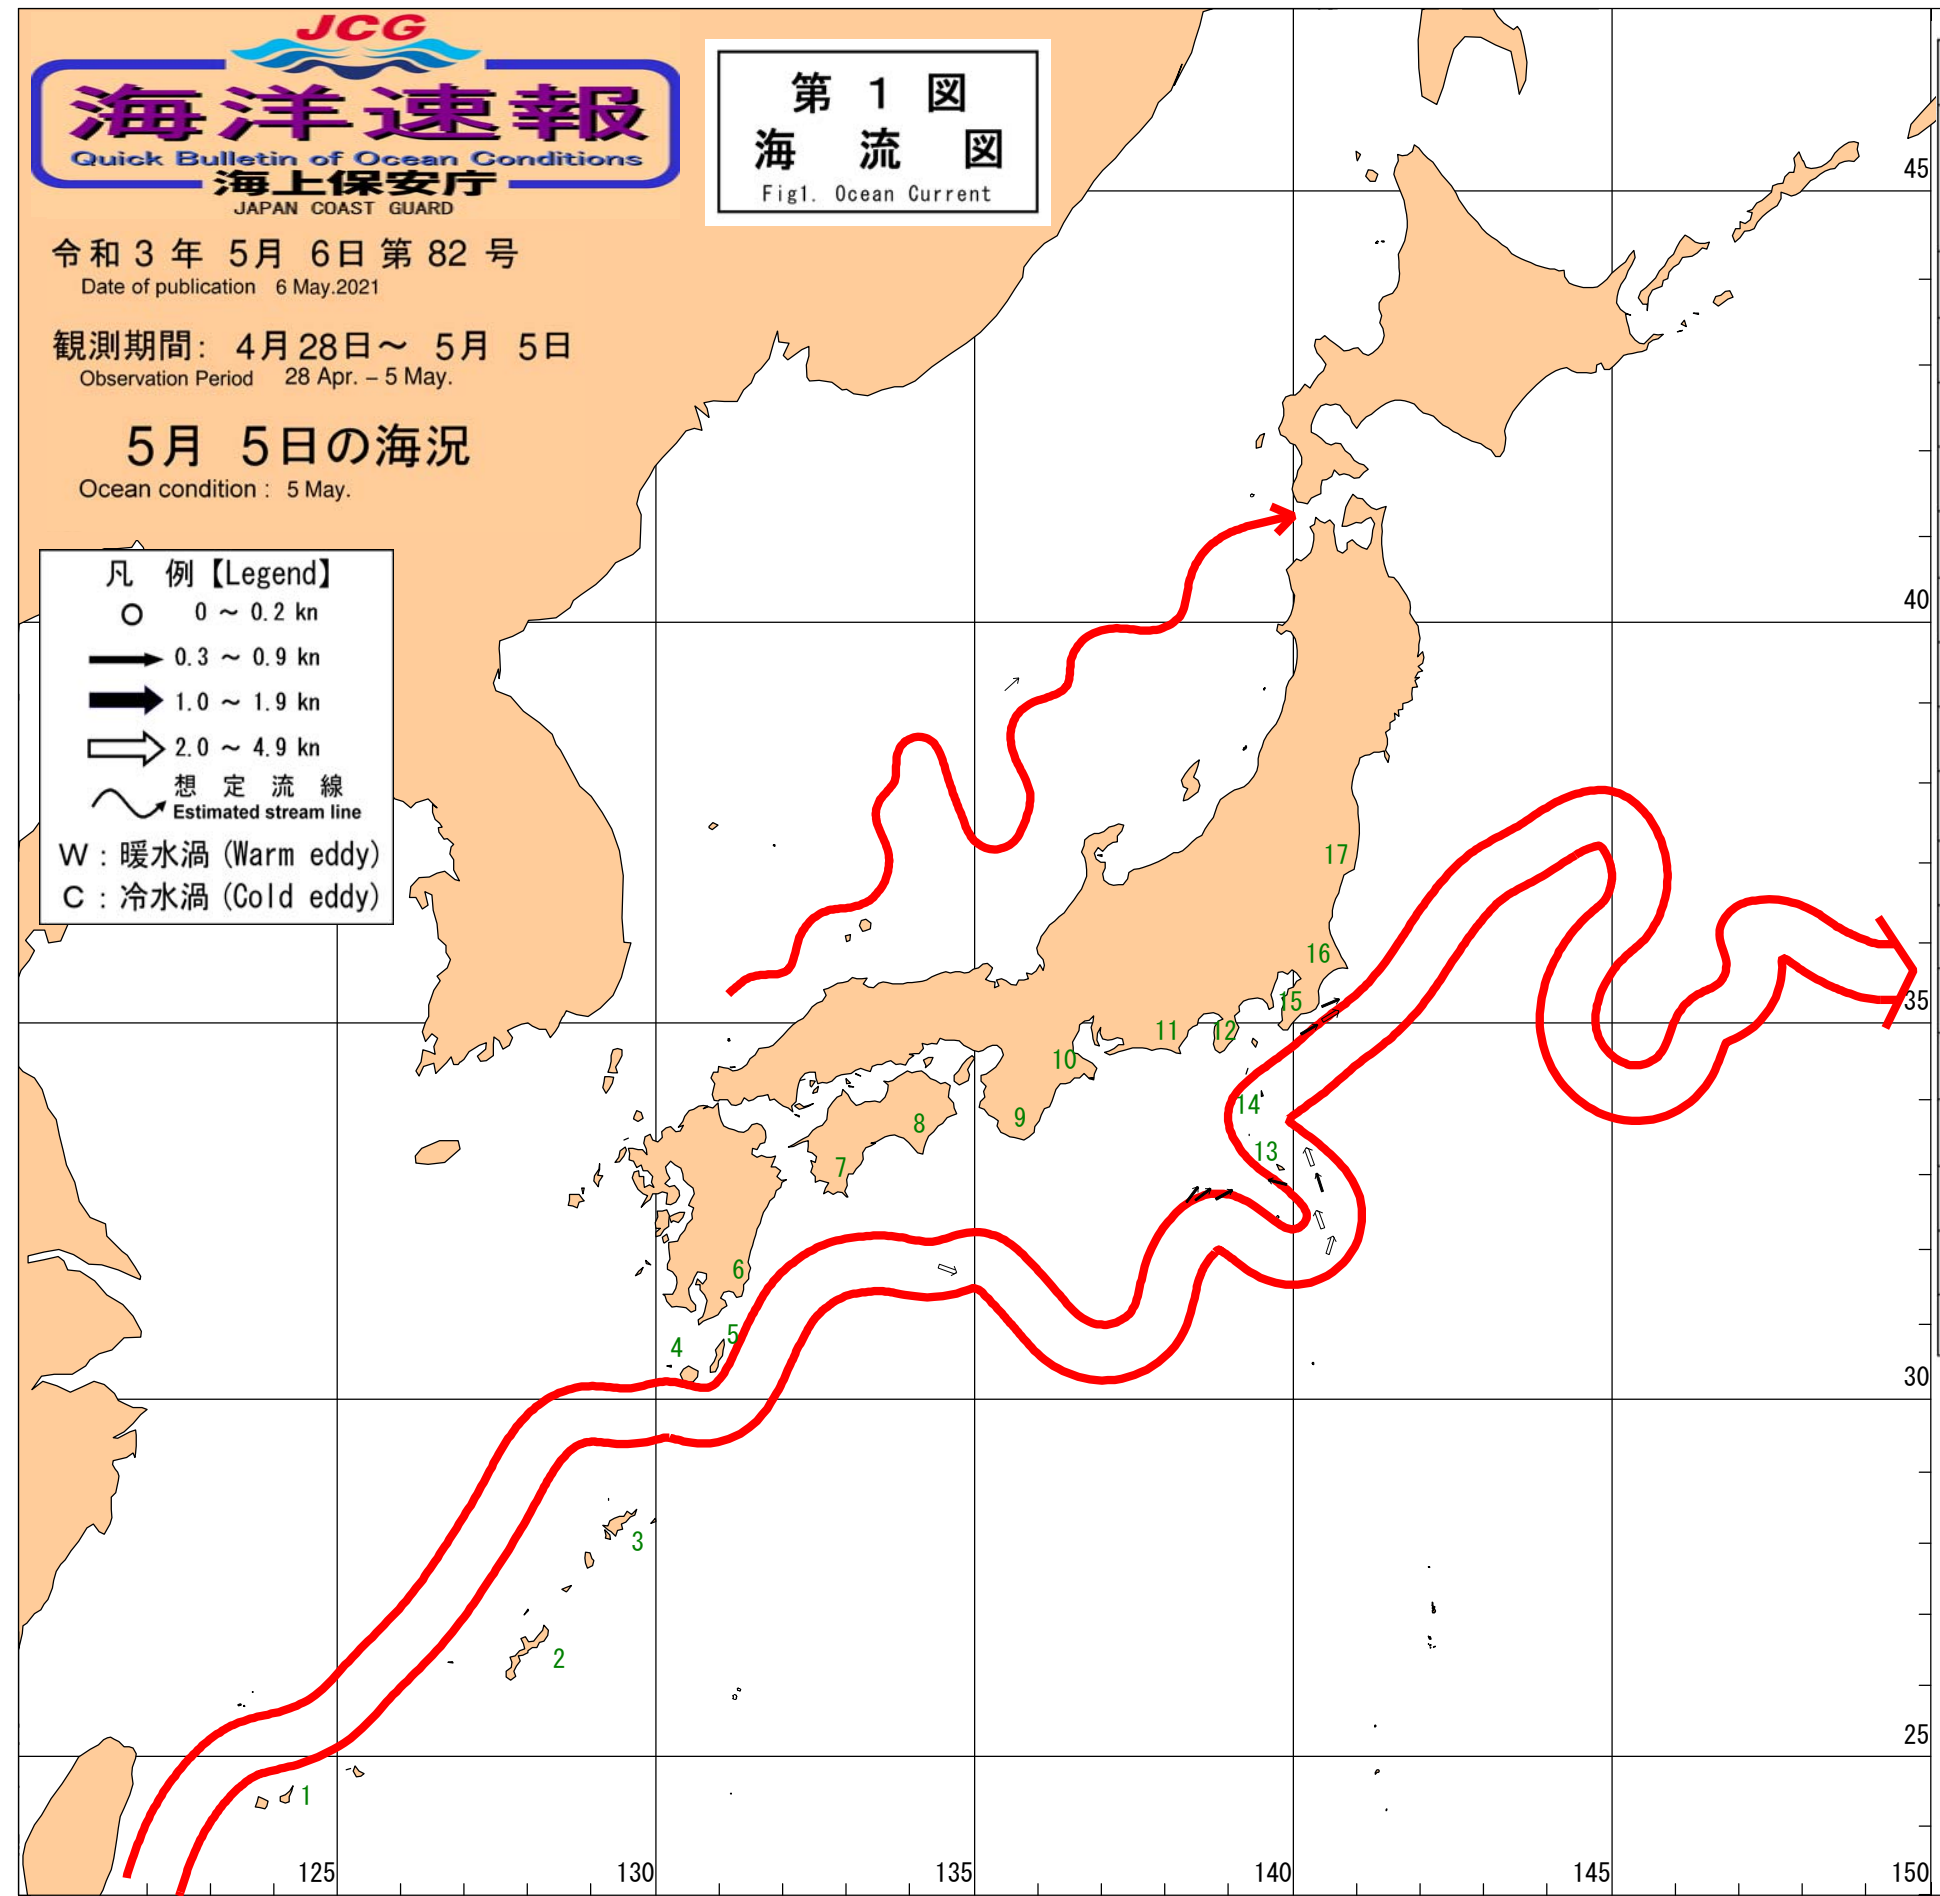 JCG
海洋速報
Quick Bulletin of Ocean Conditions
海上保安庁
JAPAN COAST GUARD
第 1 図
海 流 図
Fig1. Ocean Current
令和 3 年 5月 6日 第 82 号
Date of publication 6 May.2021
観測期間: 4月28日～ 5月 5日
Observation Period 28 Apr. – 5 May.
5月 5日の海況
Ocean condition : 5 May.
凡 例【Legend】
0 ～ 0.2 kn
0.3 ～ 0.9 kn
1.0 ～ 1.9 kn
2.0 ～ 4.9 kn
想 定 流 線
Estimated stream line
W : 暖水渦 (Warm eddy)
C : 冷水渦 (Cold eddy)
45
40
17
16
35
15
12
11
10
14
9
8
13
7
6
5
4
30
3
2
25
1
125
130
135
140
145
150